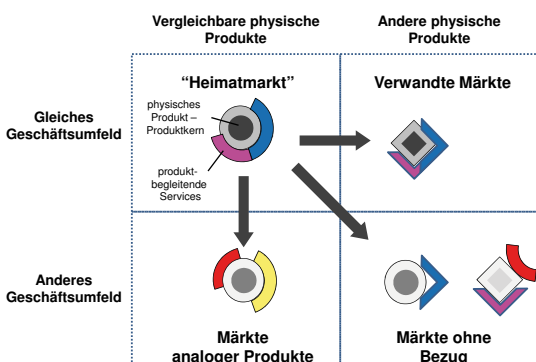 Vergleichbare physische
Produkte
Andere physische
Produkte
Gleiches
Geschäftsumfeld
“Heimatmarkt”
physisches
Produkt –
Produktkern
produkt-
begleitende
Services
Verwandte Märkte
Anderes
Geschäftsumfeld
Märkte
analoger Produkte
Märkte ohne
Bezug